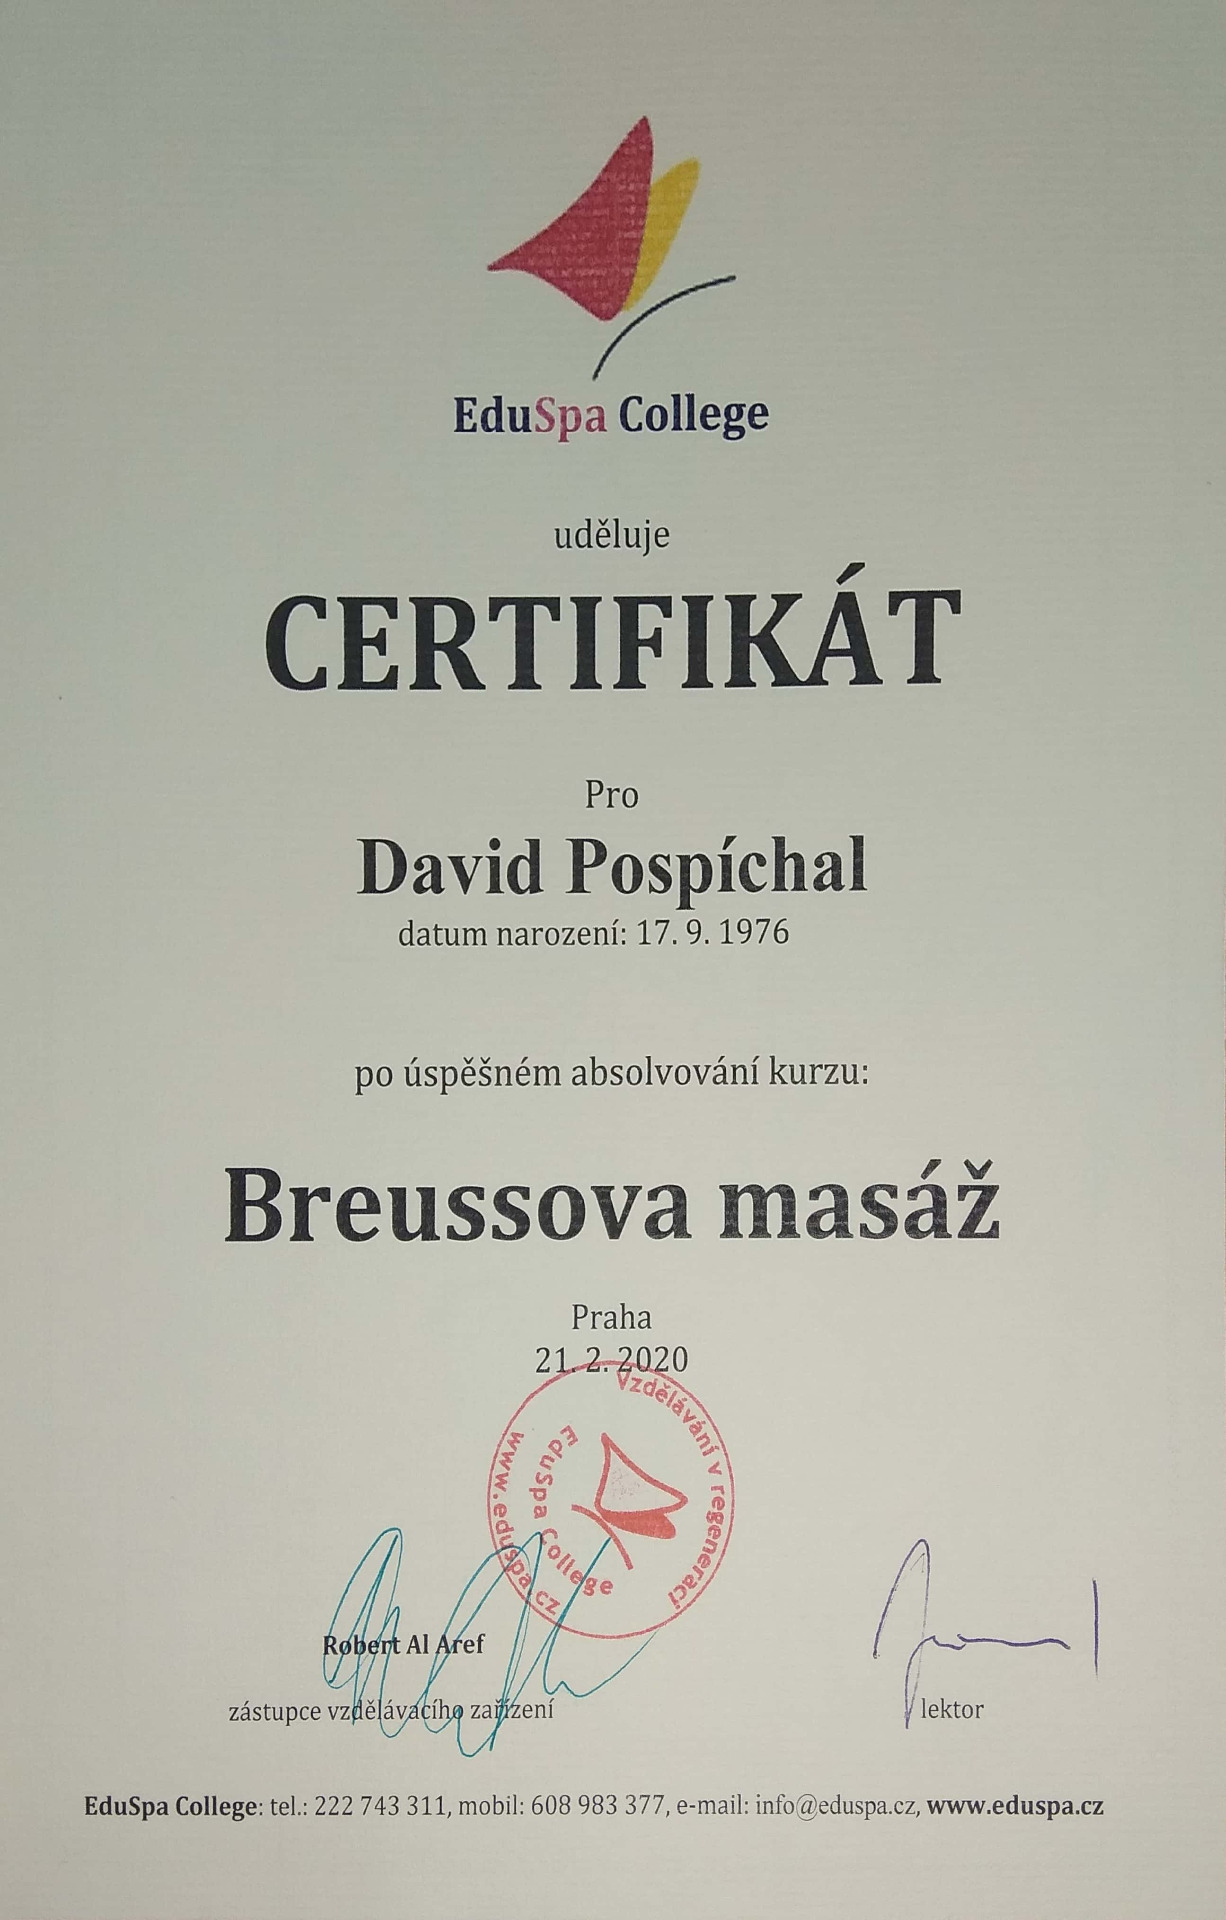 EduSpa College
uděluje
CERTIFIKÁT
Pro
David Pospíchal
datum narození: 17. 9. 1976
po úspěšném absolvování kurzu:
Breussova masáž
Praha
21. 2. 2020
Vzdělávání v regeneraci
EduSpa College
www.eduspa.cz
Robert Al Aref
zástupce vzdělávacího zařízení
lektor
EduSpa College: tel.: 222 743 311, mobil: 608 983 377, e-mail: info@eduspa.cz, www.eduspa.cz